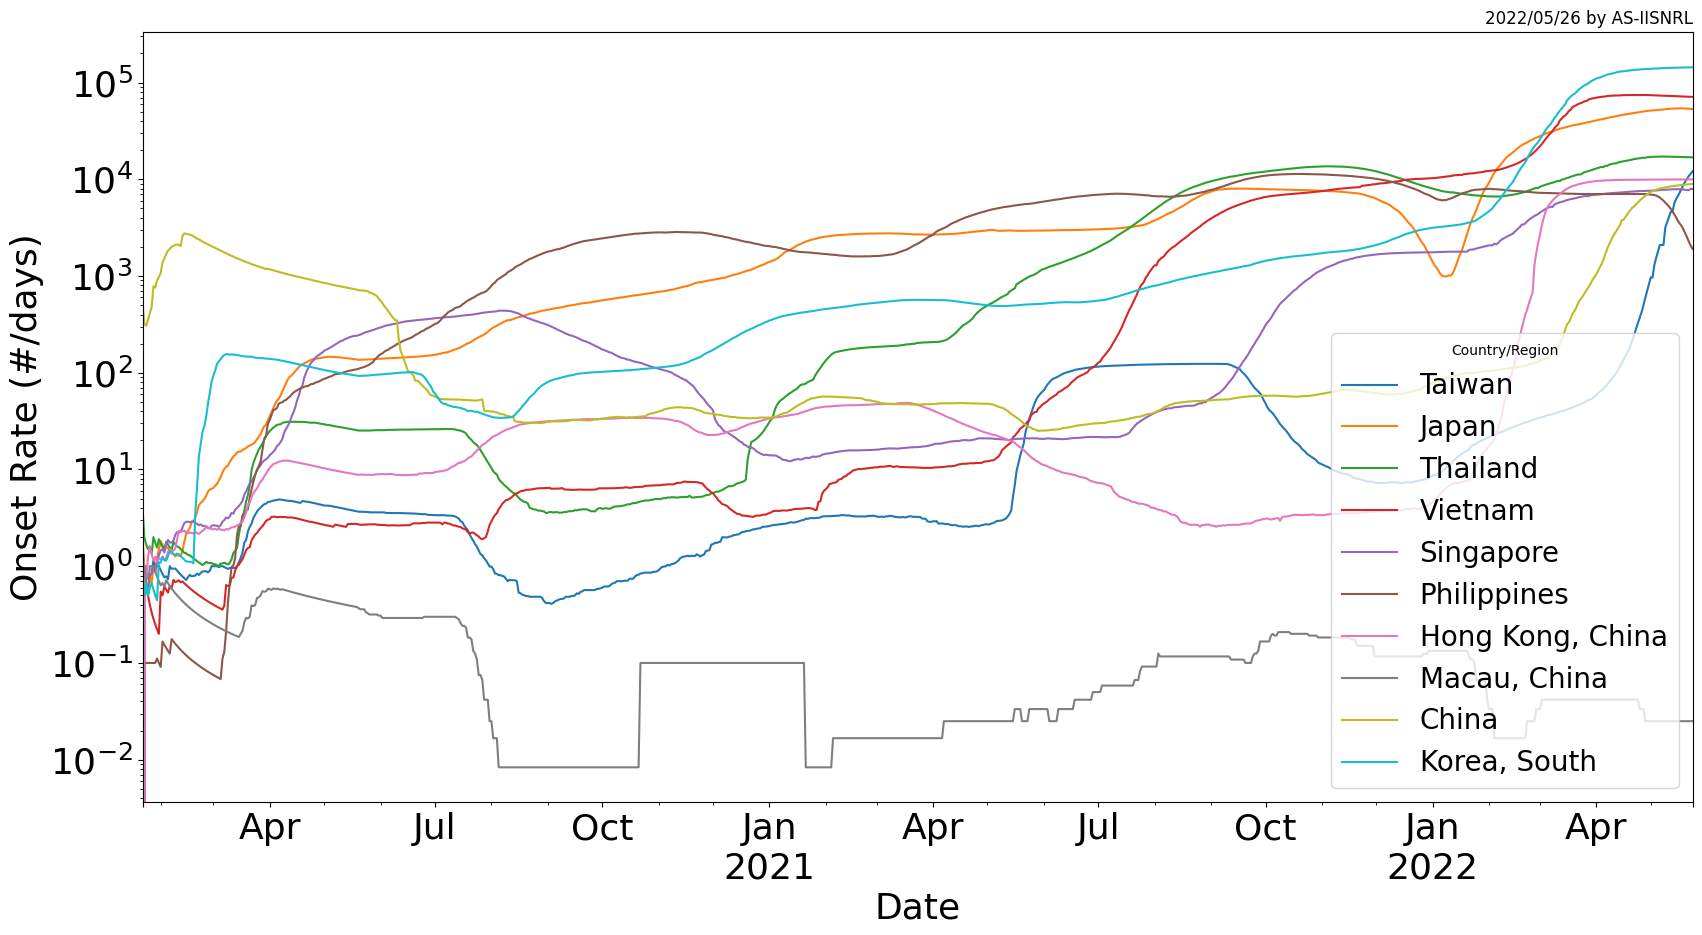 2022/05/26 by AS-IISNRL
Onset Rate (#/days)
10^5
10^4
10^3
10^2
10^1
10^0
10^−1
10^−2
Country/Region
Taiwan
Japan
Thailand
Vietnam
Singapore
Philippines
Hong Kong, China
Macau, China
China
Korea, South
Apr Jul Oct Jan Apr Jul Oct Jan Apr
2021 2022
Date